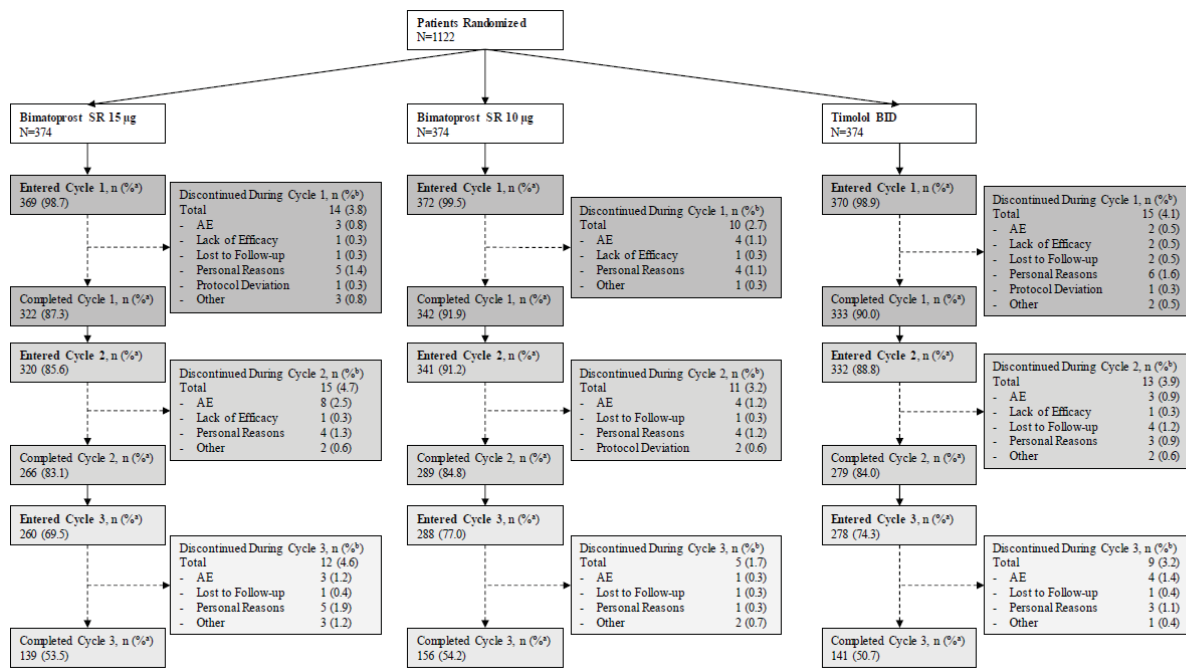 Patients Randomized
N=1122
Bimatoprost SR 15 µg
N=374
Entered Cycle 1, n (%ª)
369 (98.7)
Discontinued During Cycle 1, n (%ᵇ)
Total 14 (3.8)
- AE 3 (0.8)
- Lack of Efficacy 1 (0.3)
- Lost to Follow-up 1 (0.3)
- Personal Reasons 5 (1.4)
- Protocol Deviation 1 (0.3)
- Other 3 (0.8)
Completed Cycle 1, n (%ª)
322 (87.3)
Entered Cycle 2, n (%ª)
320 (85.6)
Discontinued During Cycle 2, n (%ᵇ)
Total 15 (4.7)
- AE 8 (2.5)
- Lack of Efficacy 1 (0.3)
- Personal Reasons 4 (1.3)
- Other 2 (0.6)
Completed Cycle 2, n (%ª)
266 (83.1)
Entered Cycle 3, n (%ª)
260 (69.5)
Discontinued During Cycle 3, n (%ᵇ)
Total 12 (4.6)
- AE 3 (1.2)
- Lost to Follow-up 1 (0.4)
- Personal Reasons 5 (1.9)
- Other 3 (1.2)
Completed Cycle 3, n (%ª)
139 (53.5)
Bimatoprost SR 10 µg
N=374
Entered Cycle 1, n (%ª)
372 (99.5)
Discontinued During Cycle 1, n (%ᵇ)
Total 10 (2.7)
- AE 4 (1.1)
- Lack of Efficacy 1 (0.3)
- Personal Reasons 4 (1.1)
- Other 1 (0.3)
Completed Cycle 1, n (%ª)
342 (91.9)
Entered Cycle 2, n (%ª)
341 (91.2)
Discontinued During Cycle 2, n (%ᵇ)
Total 11 (3.2)
- AE 4 (1.2)
- Lost to Follow-up 1 (0.3)
- Personal Reasons 4 (1.2)
- Protocol Deviation 2 (0.6)
Completed Cycle 2, n (%ª)
289 (84.8)
Entered Cycle 3, n (%ª)
288 (77.0)
Discontinued During Cycle 3, n (%ᵇ)
Total 5 (1.7)
- AE 1 (0.3)
- Lost to Follow-up 1 (0.3)
- Personal Reasons 1 (0.3)
- Other 2 (0.7)
Completed Cycle 3, n (%ª)
156 (54.2)
Timolol BID
N=374
Entered Cycle 1, n (%ª)
370 (98.9)
Discontinued During Cycle 1, n (%ᵇ)
Total 15 (4.1)
- AE 2 (0.5)
- Lack of Efficacy 2 (0.5)
- Lost to Follow-up 2 (0.5)
- Personal Reasons 6 (1.6)
- Protocol Deviation 1 (0.3)
- Other 2 (0.5)
Completed Cycle 1, n (%ª)
333 (90.0)
Entered Cycle 2, n (%ª)
332 (88.8)
Discontinued During Cycle 2, n (%ᵇ)
Total 13 (3.9)
- AE 3 (0.9)
- Lack of Efficacy 1 (0.3)
- Lost to Follow-up 4 (1.2)
- Personal Reasons 3 (0.9)
- Other 2 (0.6)
Completed Cycle 2, n (%ª)
279 (84.0)
Entered Cycle 3, n (%ª)
278 (74.3)
Discontinued During Cycle 3, n (%ᵇ)
Total 9 (3.2)
- AE 4 (1.4)
- Lost to Follow-up 1 (0.4)
- Personal Reasons 3 (1.1)
- Other 1 (0.4)
Completed Cycle 3, n (%ª)
141 (50.7)